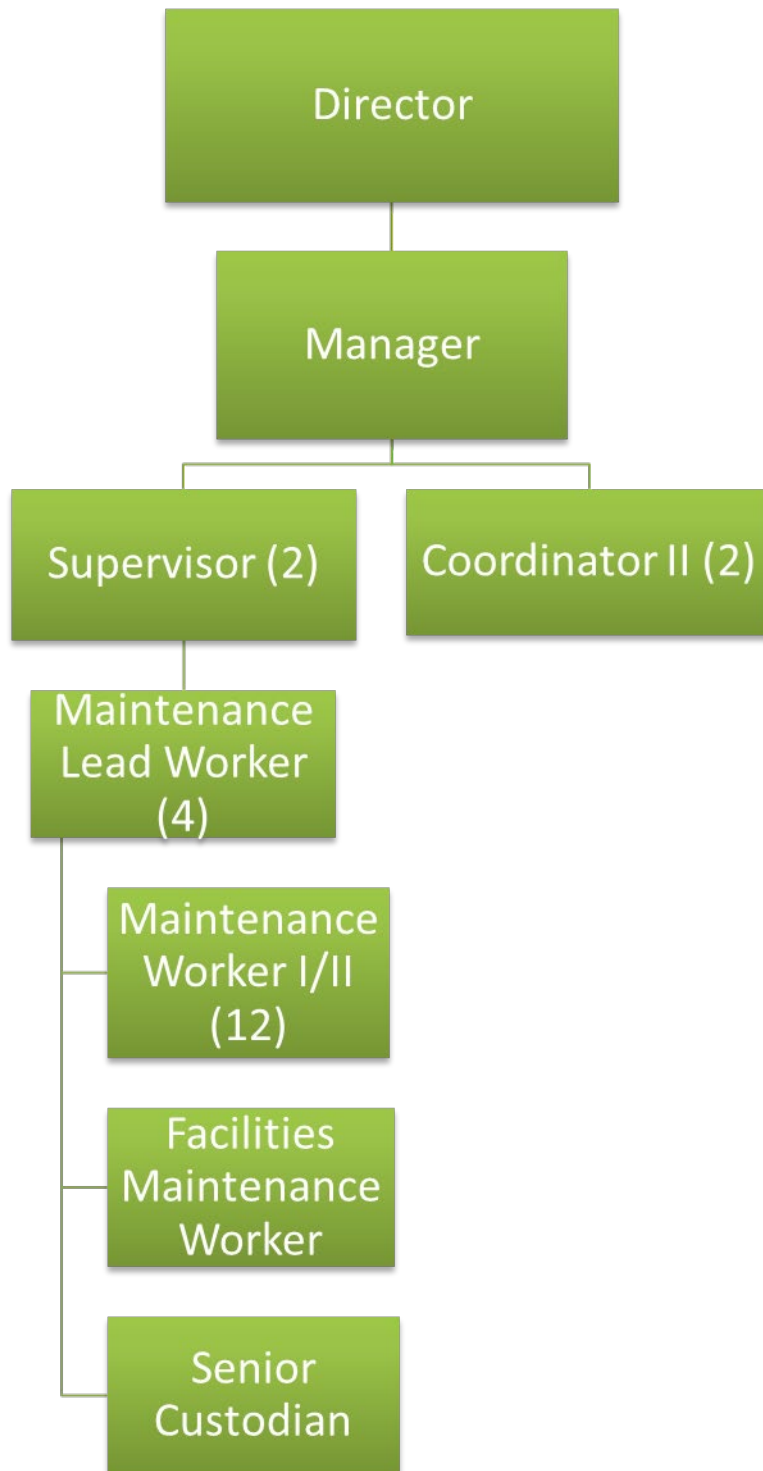 Director
Manager
Supervisor (2)
Coordinator II (2)
Maintenance
Lead Worker
(4)
Maintenance
Worker I/II
(12)
Facilities
Maintenance
Worker
Senior
Custodian